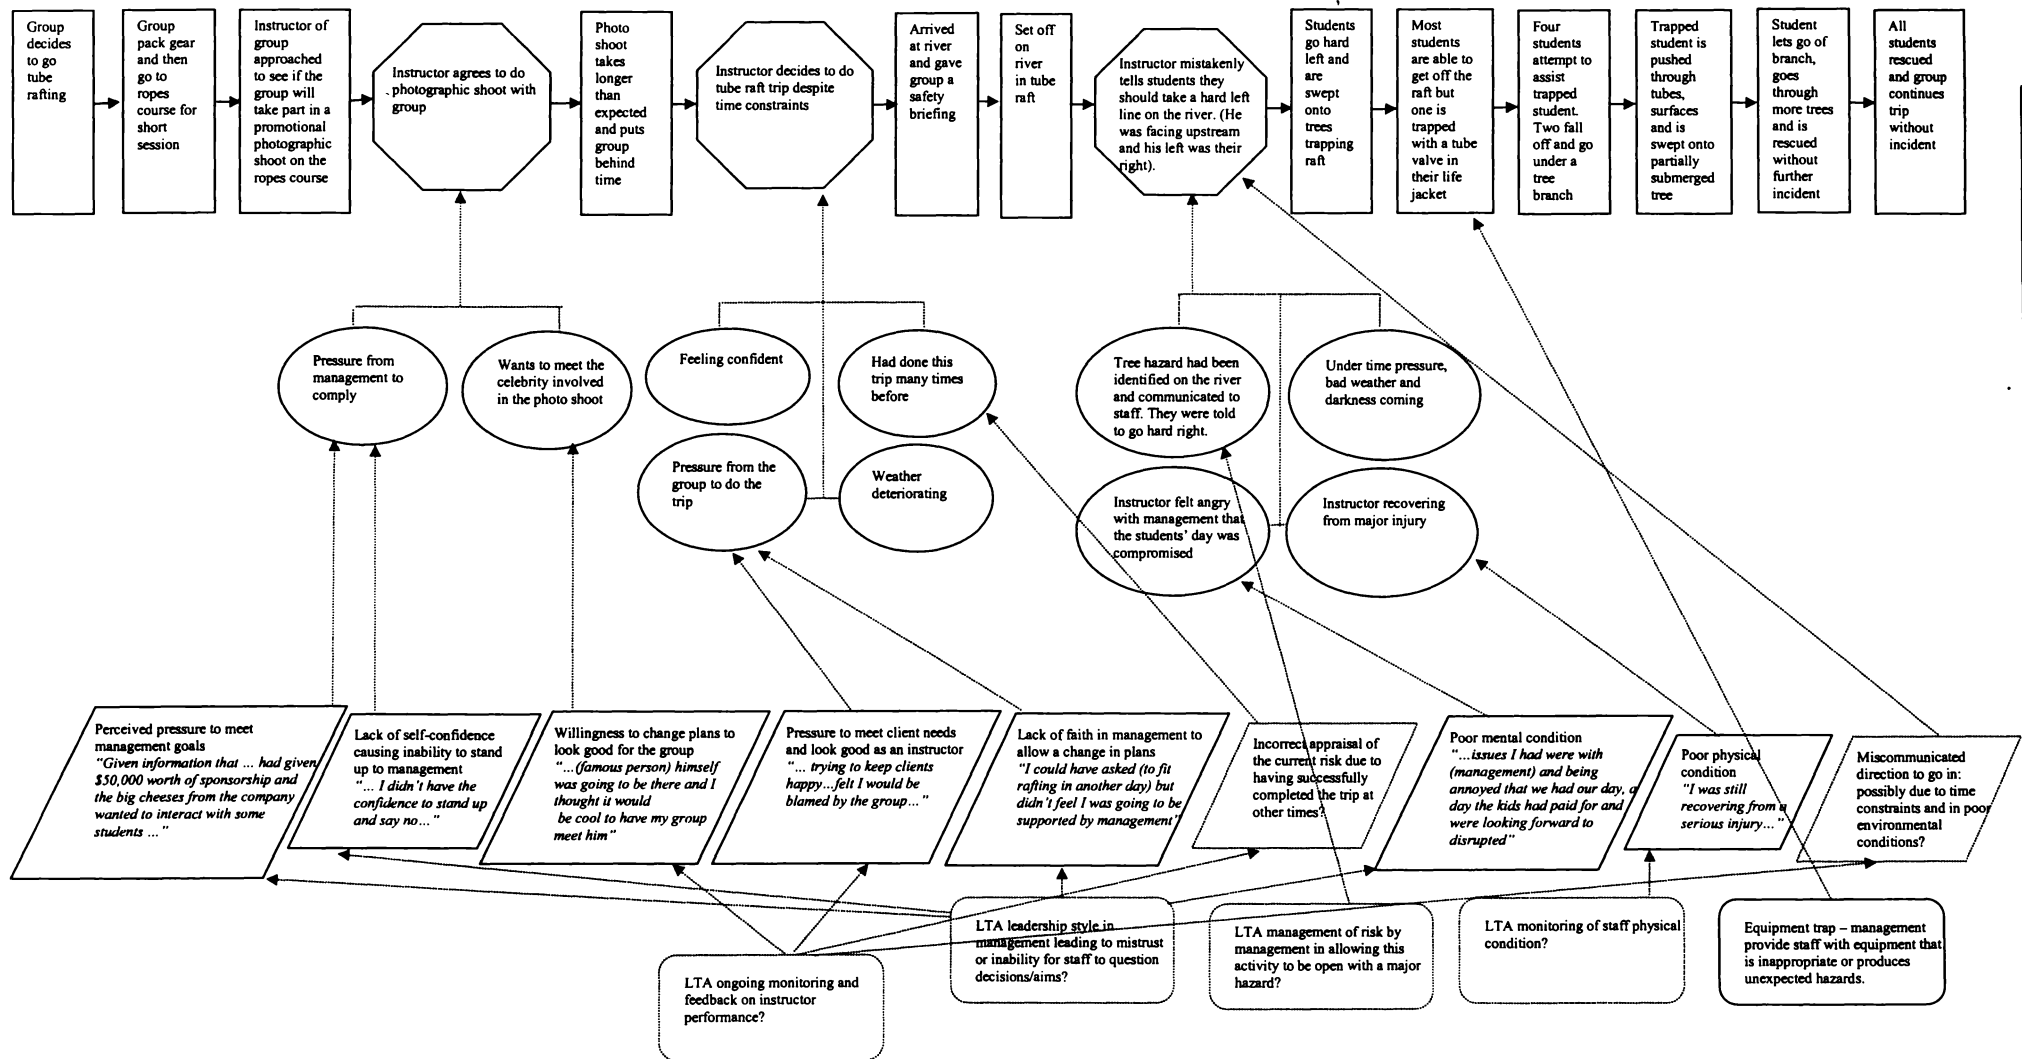 Group
decides
to go
tube
rafting
Group
pack gear
and then
go to
ropes
course for
short
session
Instructor of
group
approached
to see if the
group will
take part in a
promotional
photographic
shoot on the
ropes course
Instructor agrees to do
photographic shoot with
group
Photo
shoot
takes
longer
than
expected
and puts
group
behind
time
Instructor decides to do
tube raft trip despite
time constraints
Arrived
at river
and gave
group a
safety
briefing
Set off
on
river
in tube
raft
Instructor mistakenly
tells students they
should take a hard left
line on the river. (He
was facing upstream
and his left was their
right).
Students
go hard
left and
are
swept
onto
trees
trapping
raft
Most
students
are able to
get off the
raft but
one is
trapped
with a tube
valve in
their life
jacket
Four
students
attempt to
assist
trapped
student.
Two fall
off and go
under a
tree
branch
Trapped
student is
pushed
through
tubes,
surfaces
and is
swept onto
partially
submerged
tree
Student
lets go of
branch,
goes
through
more trees
and is
rescued
without
further
incident
All
students
rescued
and group
continues
trip
without
incident
Pressure from
management to
comply
Wants to meet the
celebrity involved
in the photo shoot
Feeling confident
Had done this
trip many times
before
Pressure from the
group to do the
trip
Weather
deteriorating
Tree hazard had been
identified on the river
and communicated to
staff. They were told
to go hard right.
Under time pressure,
bad weather and
darkness coming
Instructor felt angry
with management that
the students' day was
compromised
Instructor recovering
from major injury
Perceived pressure to meet
management goals
"Given information that ... had given
$50,000 worth of sponsorship and
the big cheeses from the company
wanted to interact with some
students ... "
Lack of self-confidence
causing inability to stand
up to management
"... I didn't have the
confidence to stand up
and say no... "
Willingness to change plans to
look good for the group
"...(famous person) himself
was going to be there and I
thought it would
be cool to have my group
meet him"
Pressure to meet client needs
and look good as an instructor
"... trying to keep clients
happy...felt I would be
blamed by the group... "
Lack of faith in management to
allow a change in plans
"I could have asked (to fit
rafting in another day) but
didn't feel I was going to be
supported by management"
Incorrect appraisal of
the current risk due to
having successfully
completed the trip at
other times?
Poor mental condition
"...issues I had were with
(management) and being
annoyed that we had our day, a
day the kids had paid for and
were looking forward to
disrupted"
Poor physical
condition
"I was still
recovering from a
serious injury..."
Miscommunicated
direction to go in:
possibly due to time
constraints and in poor
environmental
conditions?
LTA ongoing monitoring and
feedback on instructor
performance?
LTA leadership style in
management leading to mistrust
or inability for staff to question
decisions/aims?
LTA management of risk by
management in allowing this
activity to be open with a major
hazard?
LTA monitoring of staff physical
condition?
Equipment trap – management
provide staff with equipment that
is inappropriate or produces
unexpected hazards.